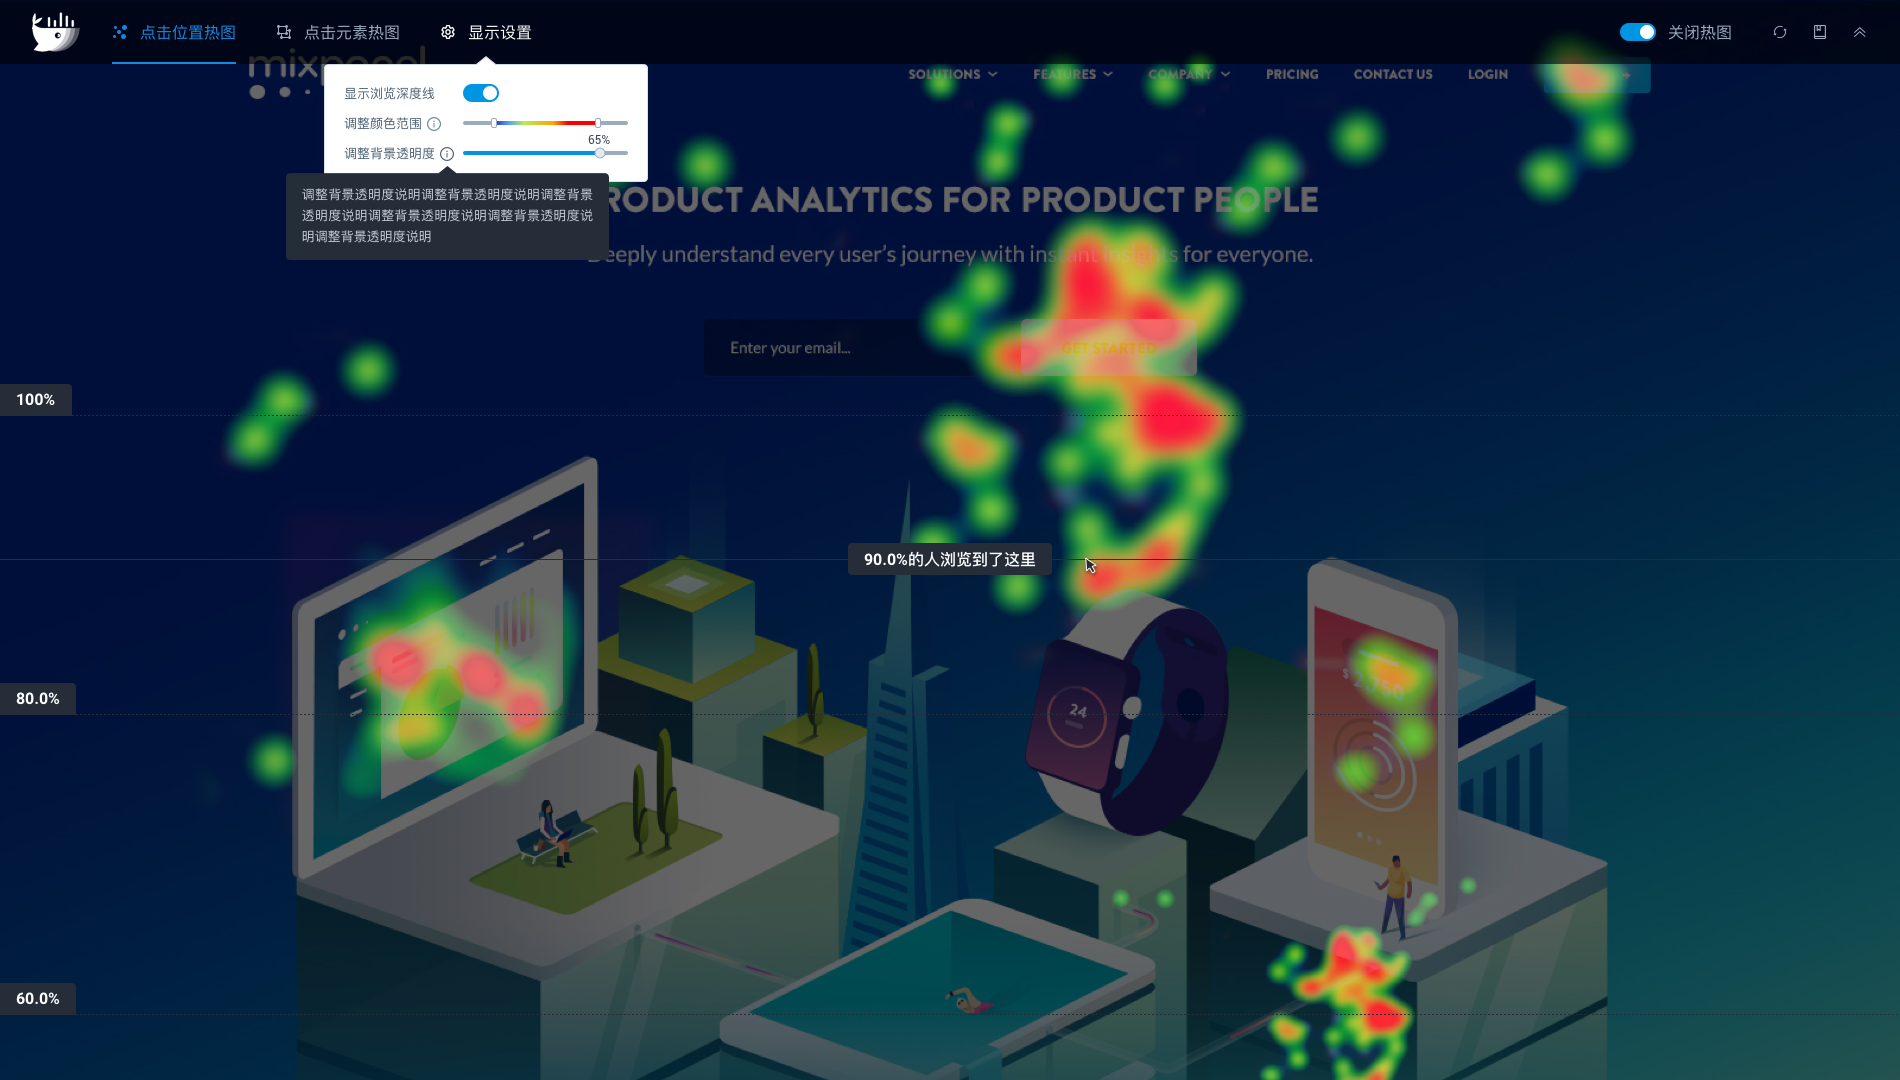 点击位置热图
点击元素热图
显示设置
关闭热图
mixpanel
SOLUTIONS
FEATURES
COMPANY
PRICING
CONTACT US
LOGIN
显示浏览深度线
调整颜色范围
65%
调整背景透明度
调整背景透明度说明调整背景透明度说明调整背景
透明度说明调整背景透明度说明调整背景透明度说
明调整背景透明度说明
RODUCT ANALYTICS FOR PRODUCT PEOPLE
Deeply understand every user's journey with instant insights for everyone.
Enter your email...
GET STARTED
100%
90.0%的人浏览到了这里
$ 2,750
80.0%
24
60.0%